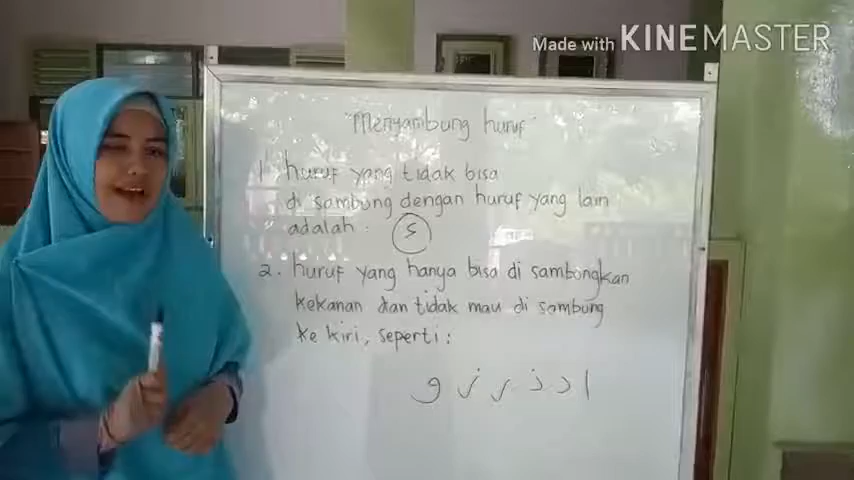 Made with KINEMASTER
"Menyambung huruf"
1 huruf yang tidak bisa
di sambung dengan huruf yang lain
adalah : ء
2. huruf yang hanya bisa di sambungkan
kekanan dan tidak mau di sambung
ke kiri, seperti :
ا د ذ ر ز و